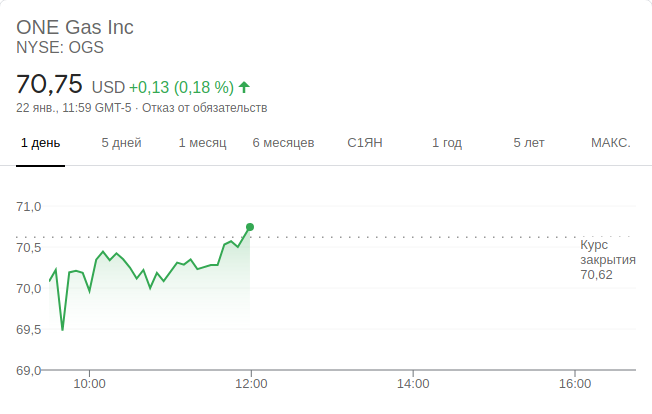 ONE Gas Inc
NYSE: OGS
70,75 USD +0,13 (0,18 %)
22 янв., 11:59 GMT-5 · Отказ от обязательств
1 день 5 дней 1 месяц 6 месяцев С1ЯН 1 год 5 лет МАКС.
71,0
70,5
70,0
69,5
69,0
Курс
закрытия
70,62
10:00 12:00 14:00 16:00